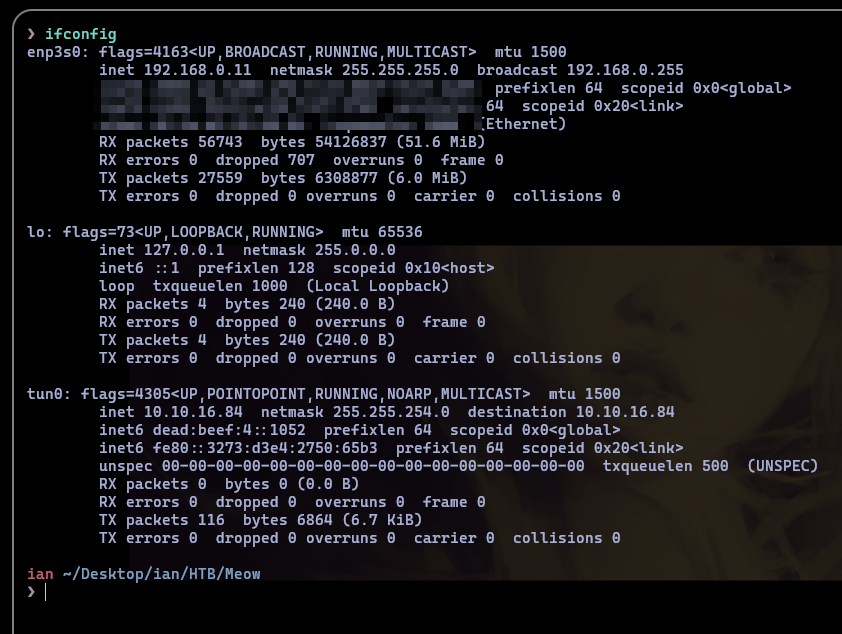 ❯ ifconfig
enp3s0: flags=4163<UP,BROADCAST,RUNNING,MULTICAST>  mtu 1500
        inet 192.168.0.11  netmask 255.255.255.0  broadcast 192.168.0.255
        prefixlen 64  scopeid 0x0<global>
        64  scopeid 0x20<link>
        (Ethernet)
        RX packets 56743  bytes 54126837 (51.6 MiB)
        RX errors 0  dropped 707  overruns 0  frame 0
        TX packets 27559  bytes 6308877 (6.0 MiB)
        TX errors 0  dropped 0 overruns 0  carrier 0  collisions 0

lo: flags=73<UP,LOOPBACK,RUNNING>  mtu 65536
        inet 127.0.0.1  netmask 255.0.0.0
        inet6 ::1  prefixlen 128  scopeid 0x10<host>
        loop  txqueuelen 1000  (Local Loopback)
        RX packets 4  bytes 240 (240.0 B)
        RX errors 0  dropped 0  overruns 0  frame 0
        TX packets 4  bytes 240 (240.0 B)
        TX errors 0  dropped 0 overruns 0  carrier 0  collisions 0

tun0: flags=4305<UP,POINTOPOINT,RUNNING,NOARP,MULTICAST>  mtu 1500
        inet 10.10.16.84  netmask 255.255.254.0  destination 10.10.16.84
        inet6 dead:beef:4::1052  prefixlen 64  scopeid 0x0<global>
        inet6 fe80::3273:d3e4:2750:65b3  prefixlen 64  scopeid 0x20<link>
        unspec 00-00-00-00-00-00-00-00-00-00-00-00-00-00-00-00  txqueuelen 500  (UNSPEC)
        RX packets 0  bytes 0 (0.0 B)
        RX errors 0  dropped 0  overruns 0  frame 0
        TX packets 116  bytes 6864 (6.7 KiB)
        TX errors 0  dropped 0 overruns 0  carrier 0  collisions 0

ian ~/Desktop/ian/HTB/Meow
❯